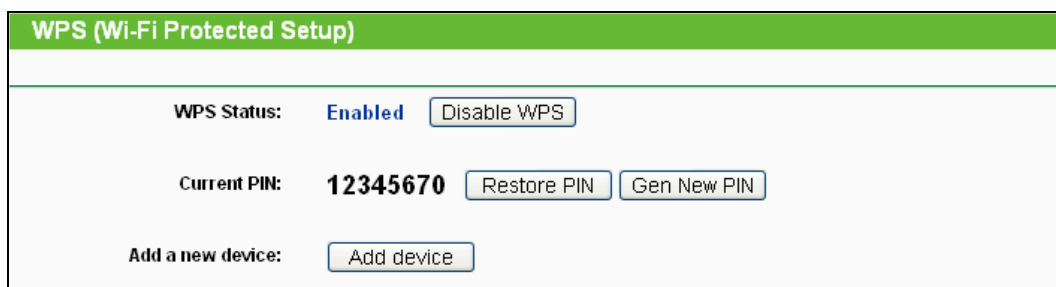 WPS (Wi-Fi Protected Setup)
WPS Status: Enabled Disable WPS
Current PIN: 12345670 Restore PIN Gen New PIN
Add a new device: Add device